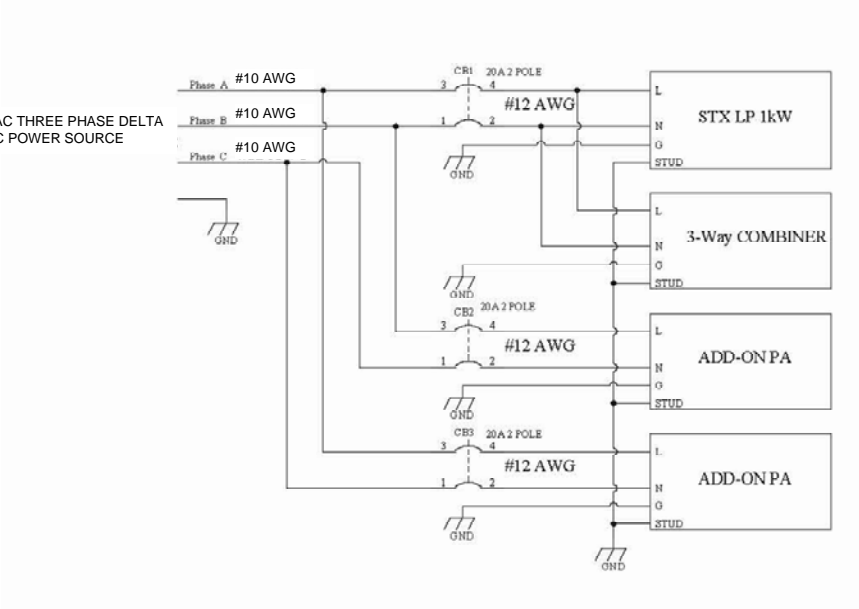 Phase A #10 AWG
AC THREE PHASE DELTA
C POWER SOURCE
Phase B #10 AWG
Phase C #10 AWG
GND
CB1 20A 2 POLE
3 4
#12 AWG
1 2
GND
L
N
G
STUD
STX LP 1kW
L
N
G
STUD
3-Way COMBINER
GND
CB2 20A 2 POLE
3 4
#12 AWG
1 2
GND
L
N
G
STUD
ADD-ON PA
CB3 20A 2 POLE
3 4
#12 AWG
1 2
GND
L
N
G
STUD
ADD-ON PA
GND